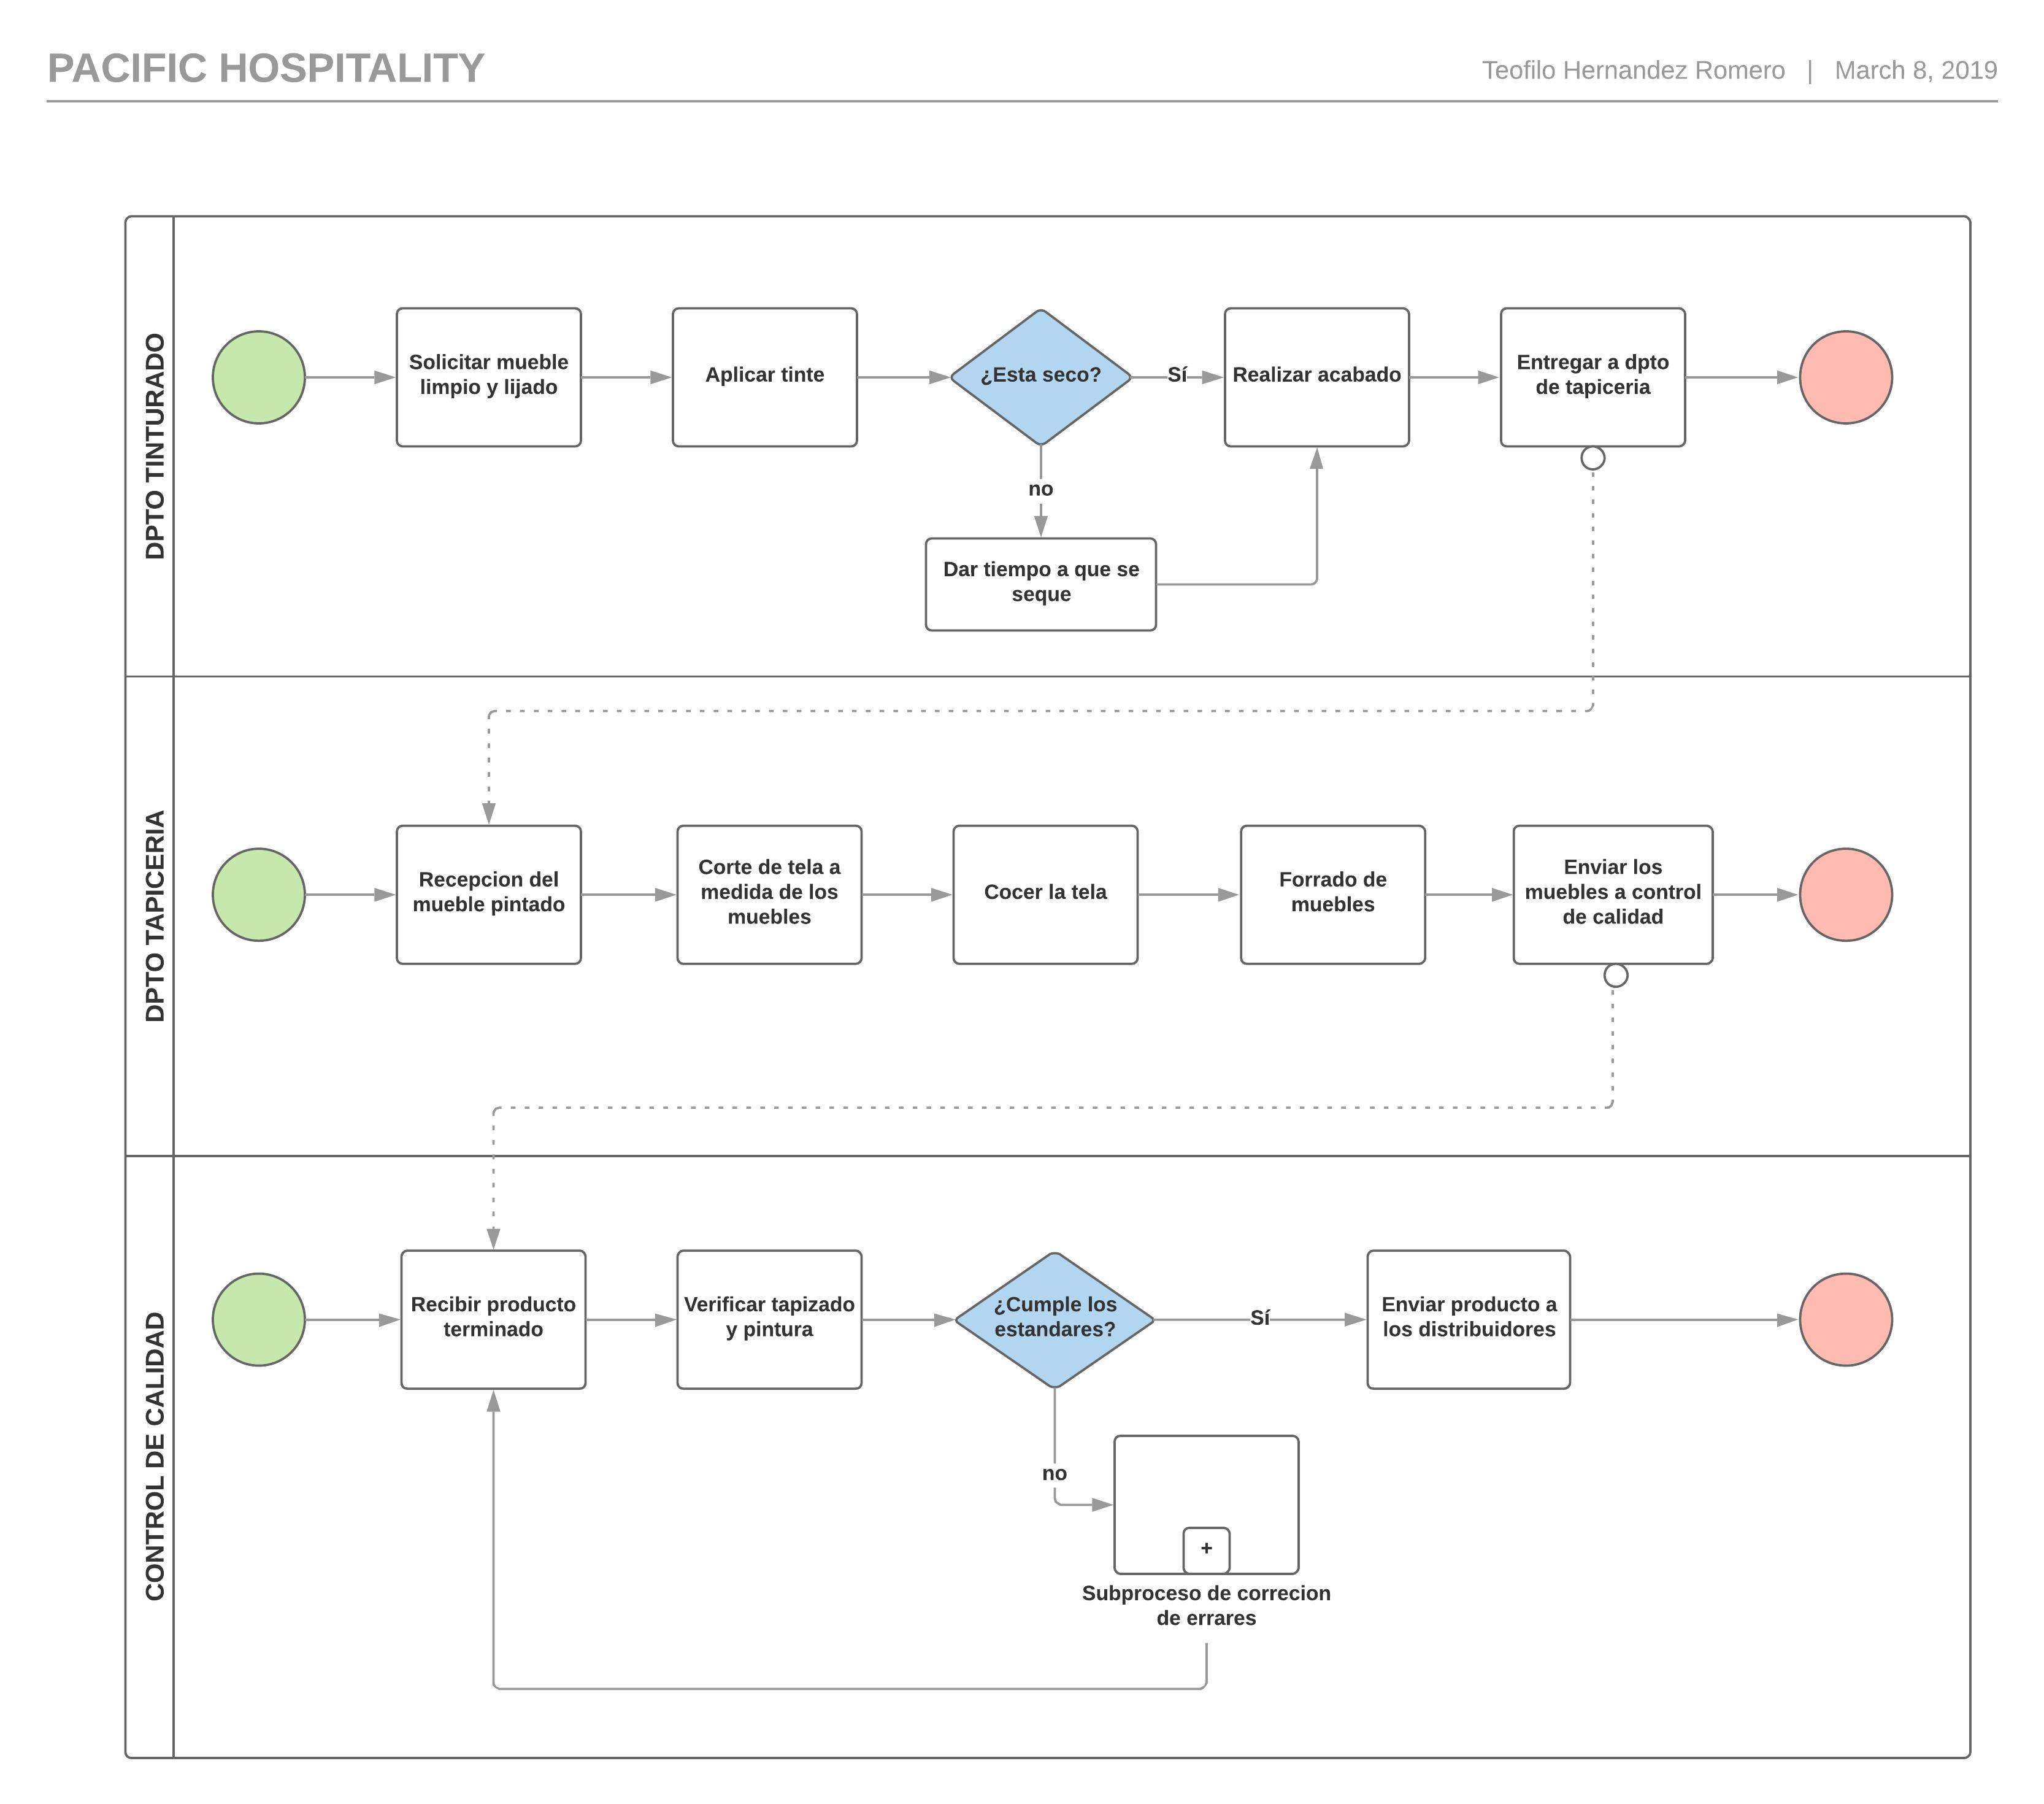 PACIFIC HOSPITALITY
Teofilo Hernandez Romero | March 8, 2019
DPTO TINTURADO
Solicitar mueble
limpio y lijado
Aplicar tinte
¿Esta seco?
Sí
Realizar acabado
Entregar a dpto
de tapiceria
no
Dar tiempo a que se
seque
DPTO TAPICERIA
Recepcion del
mueble pintado
Corte de tela a
medida de los
muebles
Cocer la tela
Forrado de
muebles
Enviar los
muebles a control
de calidad
CONTROL DE CALIDAD
Recibir producto
terminado
Verificar tapizado
y pintura
¿Cumple los
estandares?
Sí
Enviar producto a
los distribuidores
no
+
Subproceso de correcion
de errares